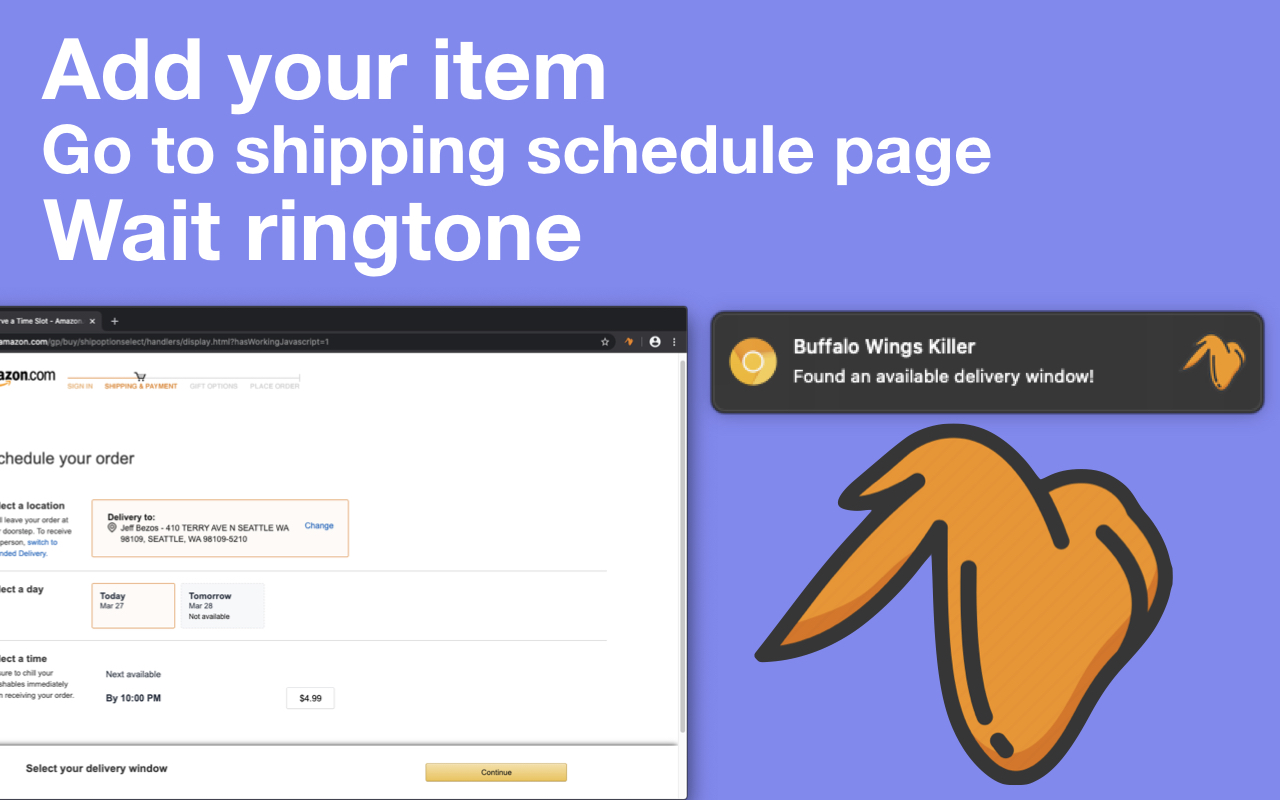 Add your item
Go to shipping schedule page
Wait ringtone
ve a Time Slot - Amazon.
amazon.com/gp/buy/shipoptionselect/handlers/display.html?hasWorkingJavascript=1
azon.com
SIGN IN SHIPPING & PAYMENT GIFT OPTIONS PLACE ORDER
chedule your order
lect a location
ll leave your order at
r doorstep. To receive
person, switch to
nded Delivery.
Delivery to:
Jeff Bezos - 410 TERRY AVE N SEATTLE WA
98109, SEATTLE, WA 98109-5210
Change
lect a day
Today
Mar 27
Tomorrow
Mar 28
Not available
lect a time
sure to chill your
shables immediately
n receiving your order.
Next available
By 10:00 PM
$4.99
Select your delivery window
Continue
Buffalo Wings Killer
Found an available delivery window!